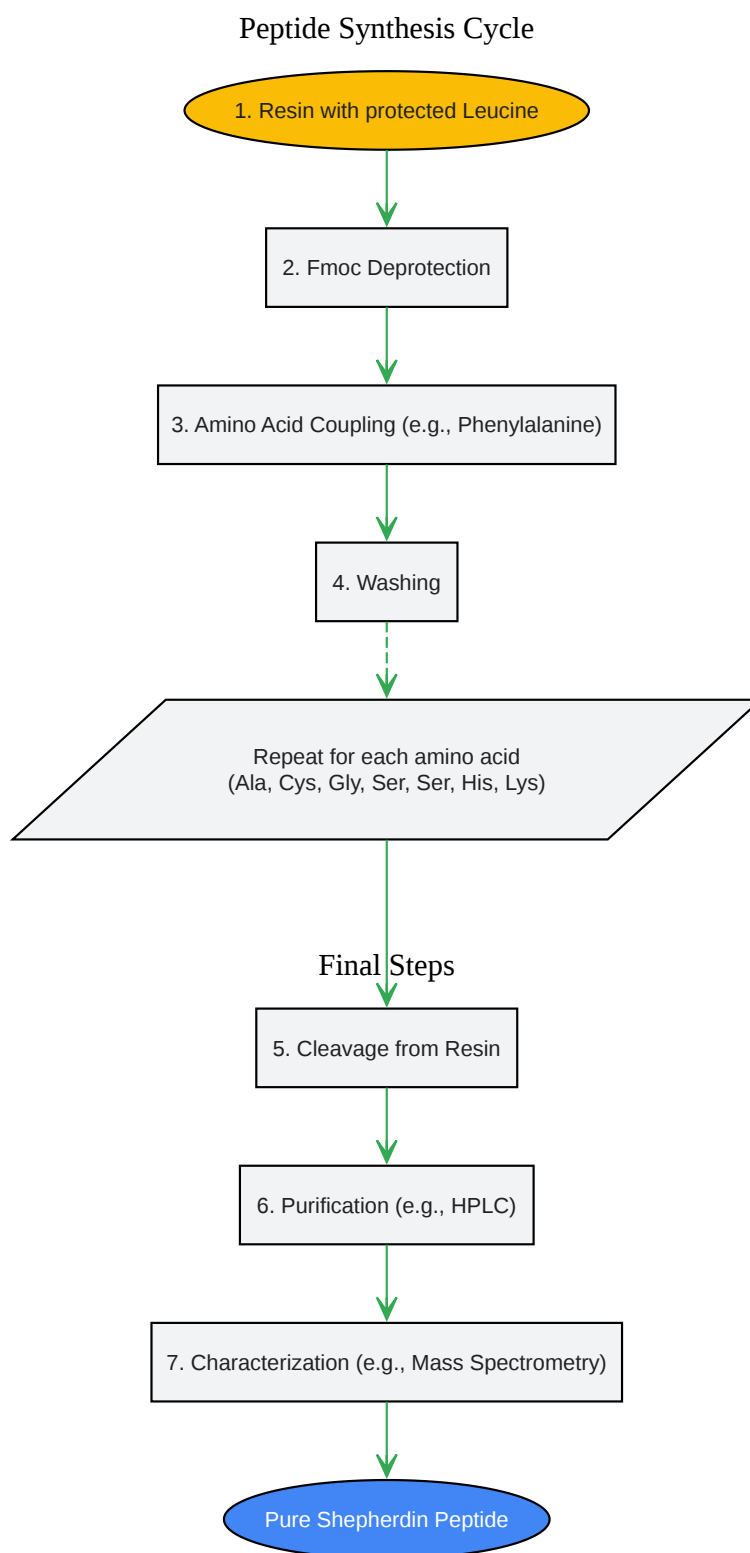 Peptide Synthesis Cycle
1. Resin with protected Leucine
2. Fmoc Deprotection
3. Amino Acid Coupling (e.g., Phenylalanine)
4. Washing
Repeat for each amino acid
(Ala, Cys, Gly, Ser, Ser, His, Lys)
Final Steps
5. Cleavage from Resin
6. Purification (e.g., HPLC)
7. Characterization (e.g., Mass Spectrometry)
Pure Shepherdin Peptide